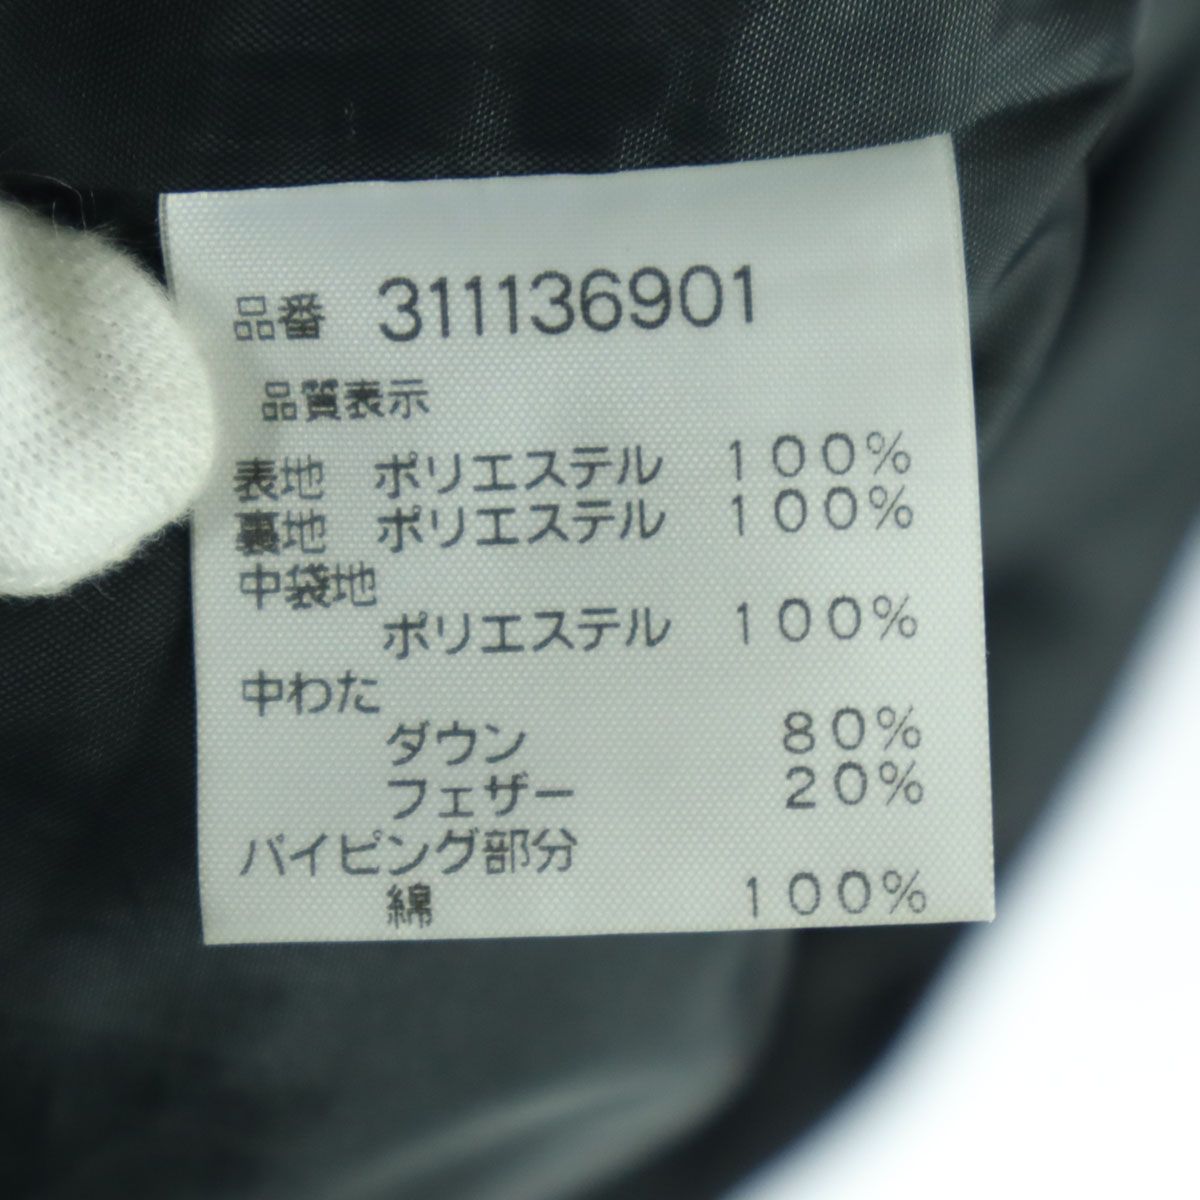 品番 311136901
品質表示
表地 ポリエステル 100%
裏地 ポリエステル 100%
中袋地
ポリエステル 100%
中わた
ダウン 80%
フェザー 20%
パイピング部分
綿 100%